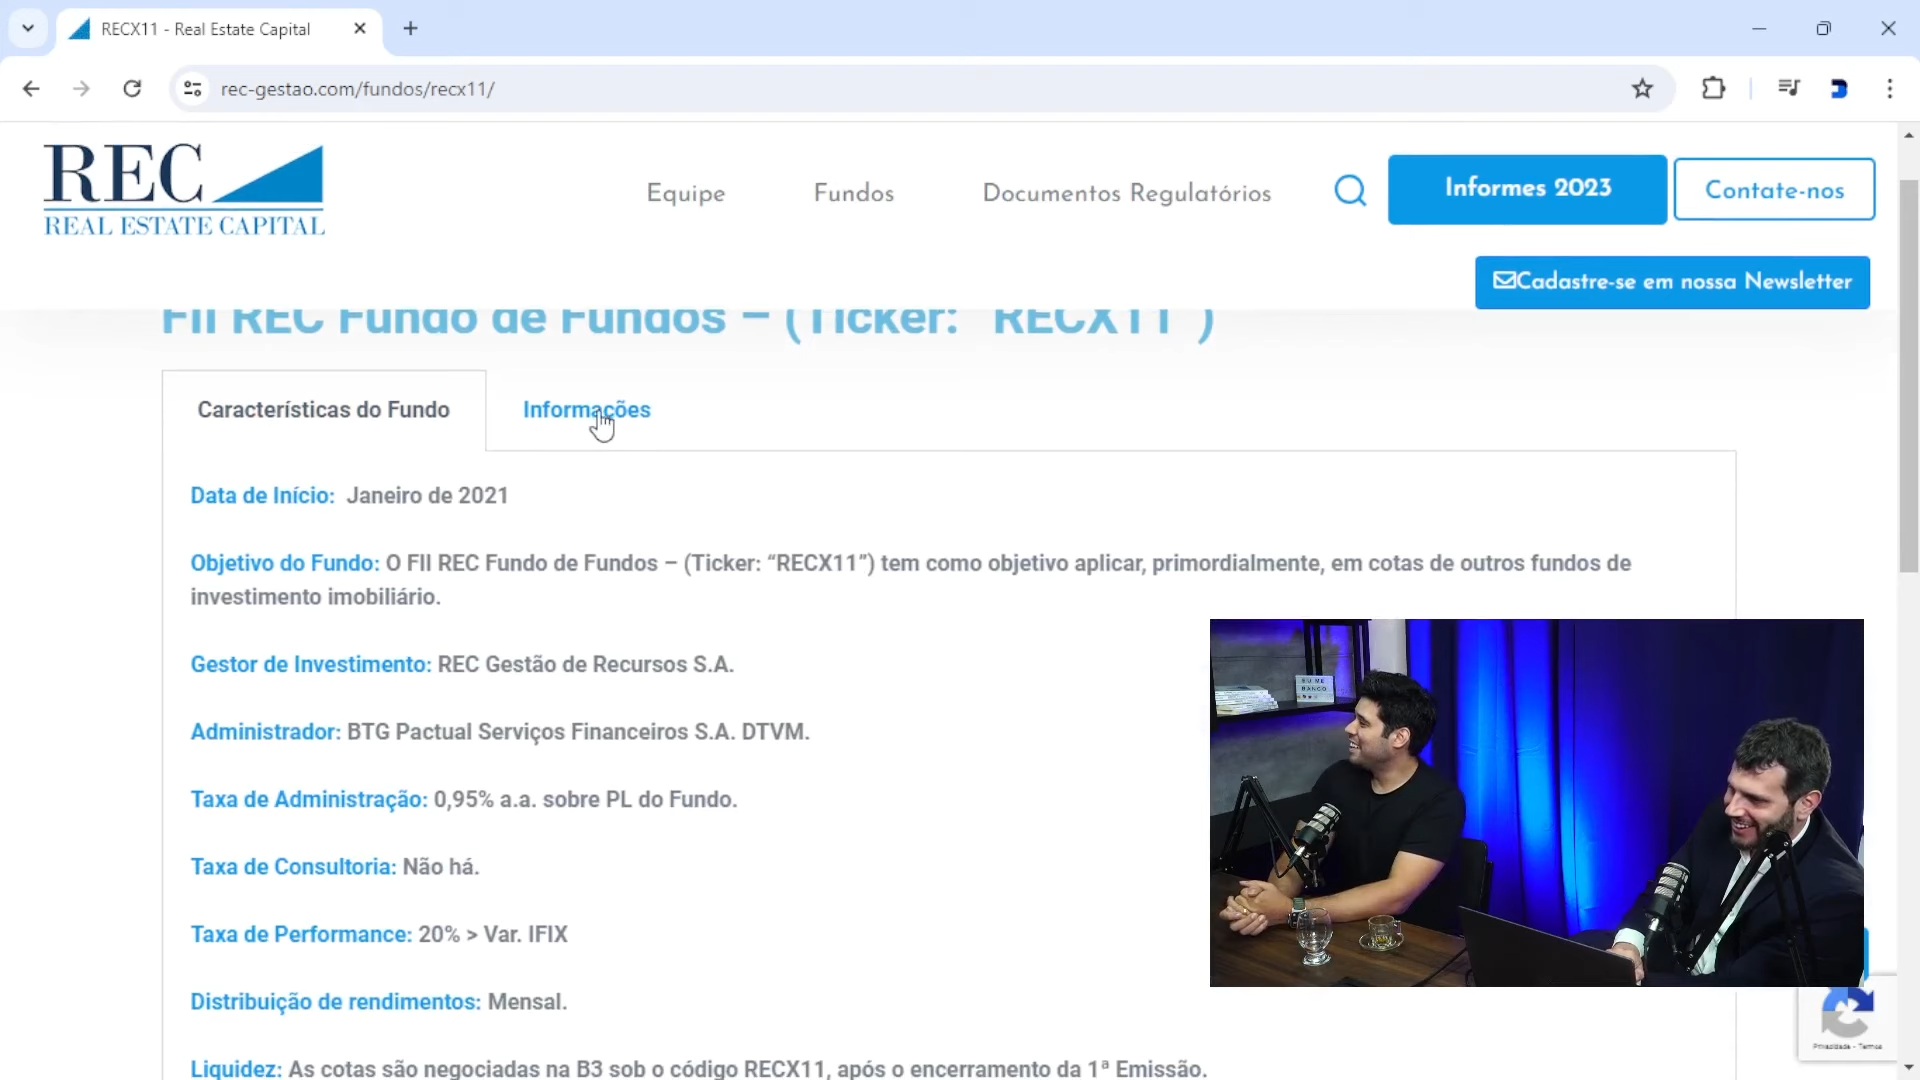 RECX11 - Real Estate Capital
rec-gestao.com/fundos/recx11/
REC
REAL ESTATE CAPITAL
Equipe
Fundos
Documentos Regulatórios
Informes 2023
Contate-nos
Cadastre-se em nossa Newsletter
FII REC Fundo de Fundos – (Ticker: "RECX11")
Características do Fundo
Informações
Data de Início: Janeiro de 2021
Objetivo do Fundo: O FII REC Fundo de Fundos – (Ticker: “RECX11”) tem como objetivo aplicar, primordialmente, em cotas de outros fundos de
investimento imobiliário.
Gestor de Investimento: REC Gestão de Recursos S.A.
Administrador: BTG Pactual Serviços Financeiros S.A. DTVM.
Taxa de Administração: 0,95% a.a. sobre PL do Fundo.
Taxa de Consultoria: Não há.
Taxa de Performance: 20% > Var. IFIX
Distribuição de rendimentos: Mensal.
Liquidez: As cotas são negociadas na B3 sob o código RECX11, após o encerramento da 1ª Emissão.
EU ME
BANCO
Privacidade - Termos